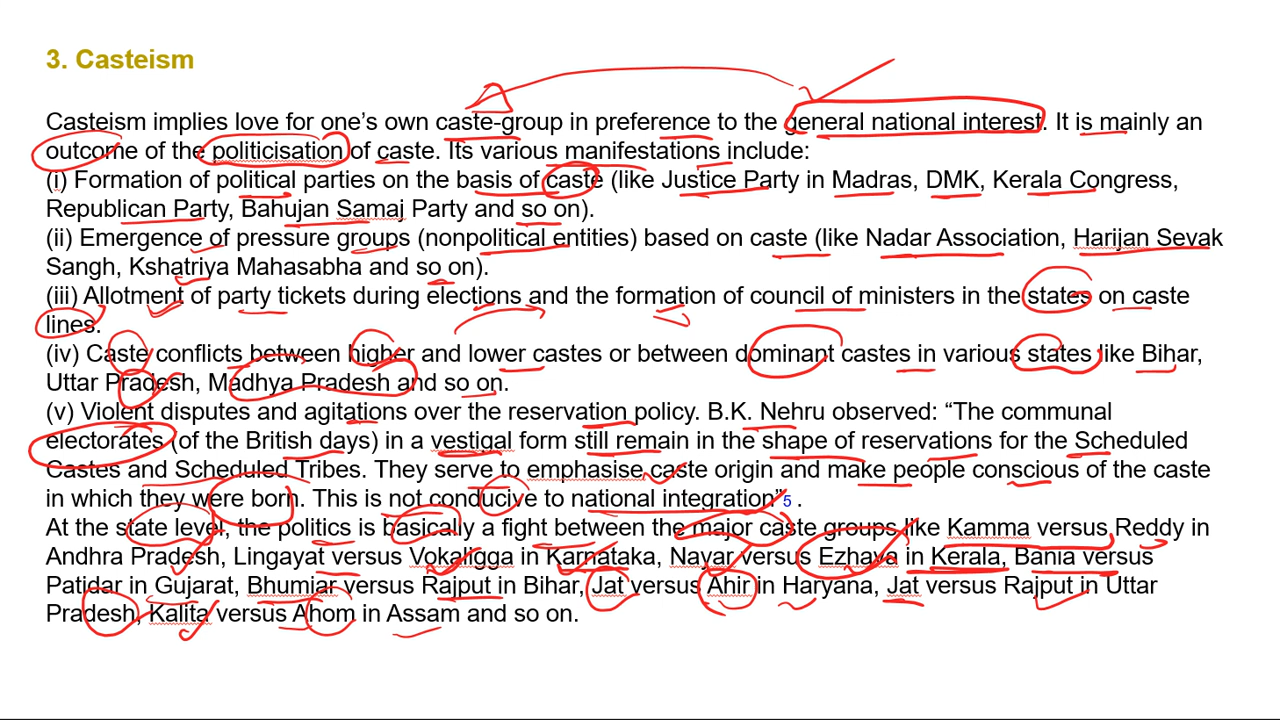 3. Casteism
Casteism implies love for one’s own caste-group in preference to the general national interest. It is mainly an
outcome of the politicisation of caste. Its various manifestations include:
(i) Formation of political parties on the basis of caste (like Justice Party in Madras, DMK, Kerala Congress,
Republican Party, Bahujan Samaj Party and so on).
(ii) Emergence of pressure groups (nonpolitical entities) based on caste (like Nadar Association, Harijan Sevak
Sangh, Kshatriya Mahasabha and so on).
(iii) Allotment of party tickets during elections and the formation of council of ministers in the states on caste
lines.
(iv) Caste conflicts between higher and lower castes or between dominant castes in various states like Bihar,
Uttar Pradesh, Madhya Pradesh and so on.
(v) Violent disputes and agitations over the reservation policy. B.K. Nehru observed: “The communal
electorates (of the British days) in a vestigal form still remain in the shape of reservations for the Scheduled
Castes and Scheduled Tribes. They serve to emphasise caste origin and make people conscious of the caste
in which they were born. This is not conducive to national integration”5 .
At the state level, the politics is basically a fight between the major caste groups like Kamma versus Reddy in
Andhra Pradesh, Lingayat versus Vokaligga in Karnataka, Nayar versus Ezhava in Kerala, Bania versus
Patidar in Gujarat, Bhumiar versus Rajput in Bihar, Jat versus Ahir in Haryana, Jat versus Rajput in Uttar
Pradesh, Kalita versus Ahom in Assam and so on.